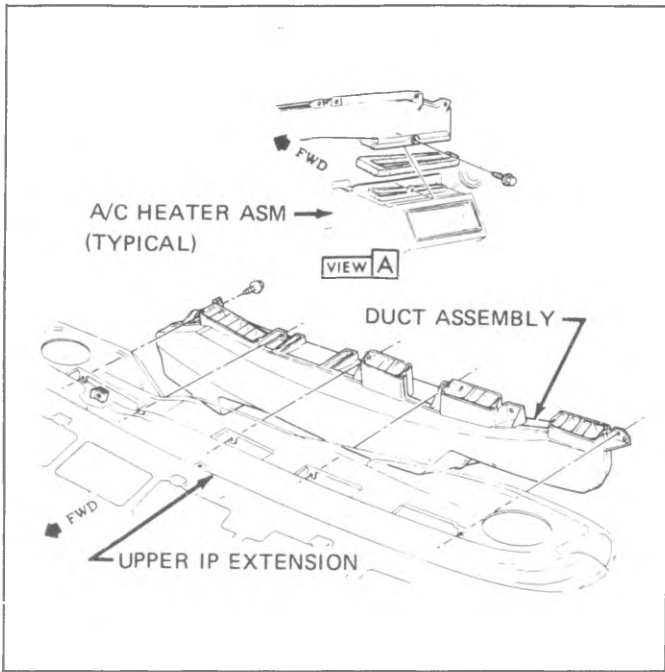 FWD
A/C HEATER ASM
(TYPICAL)
VIEW A
DUCT ASSEMBLY
FWD
UPPER IP EXTENSION